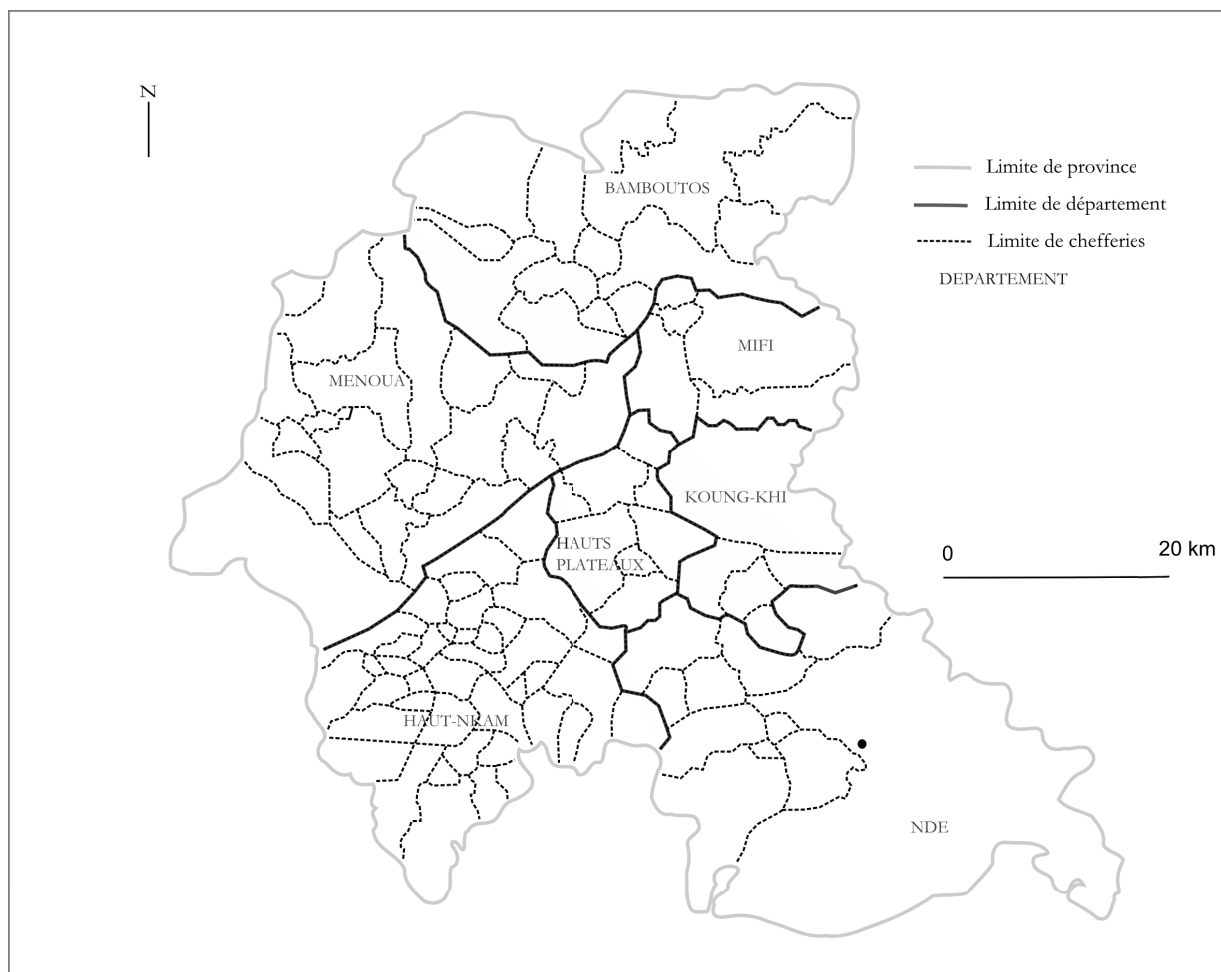 N
Limite de province
BAMBOUTOS
Limite de département
Limite de chefferies
DEPARTEMENT
MIFI
MENOUA
KOUNG-KHI
HAUTS
PLATEAUX
0 20 km
HAUT-NKAM
NDE